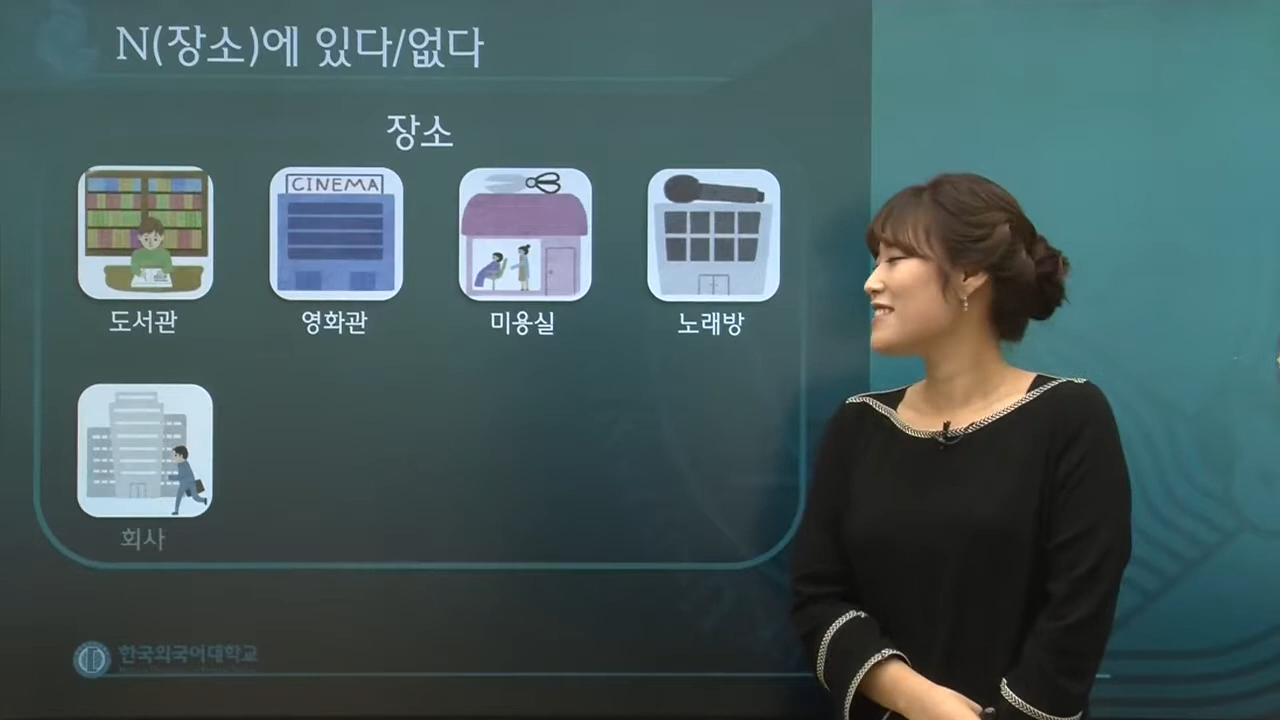 N(장소)에 있다/없다
장소
CINEMA
도서관
영화관
미용실
노래방
회사
한국외국어대학교